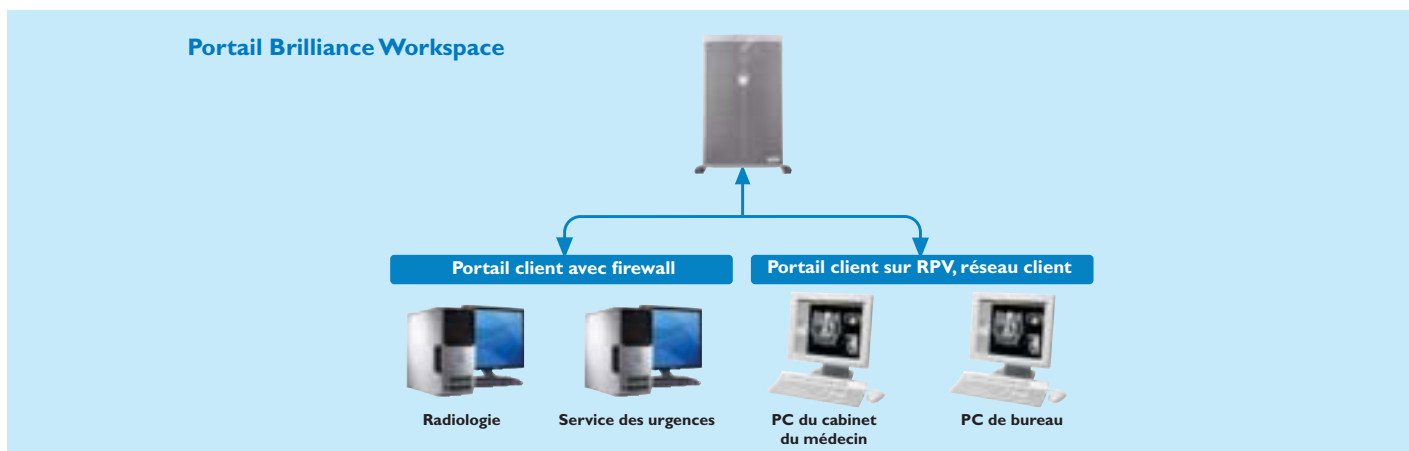 Portail Brilliance Workspace
Portail client avec firewall
Portail client sur RPV, réseau client
Radiologie
Service des urgences
PC du cabinet
du médecin
PC de bureau